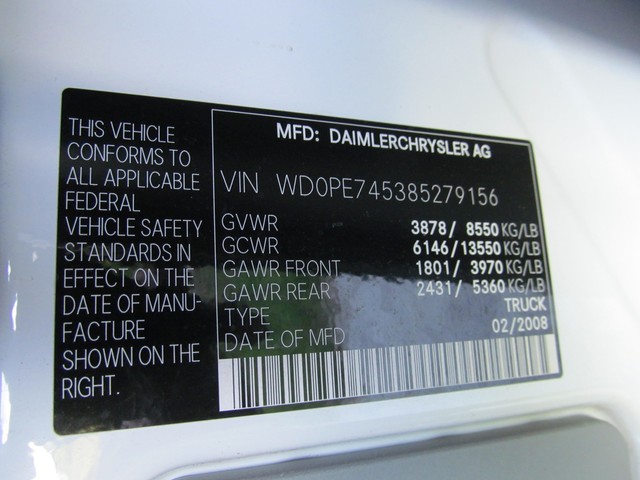 THIS VEHICLE
CONFORMS TO
ALL APPLICABLE
FEDERAL
VEHICLE SAFETY
STANDARDS IN
EFFECT ON THE
DATE OF MANU-
FACTURE
SHOWN ON THE
RIGHT.
MFD: DAIMLERCHRYSLER AG
VIN WD0PE745385279156
GVWR 3878/ 8550 KG/LB
GCWR 6146/13550 KG/LB
GAWR FRONT 1801/ 3970 KG/LB
GAWR REAR 2431/ 5360 KG/LB
TYPE TRUCK
DATE OF MFD 02/2008